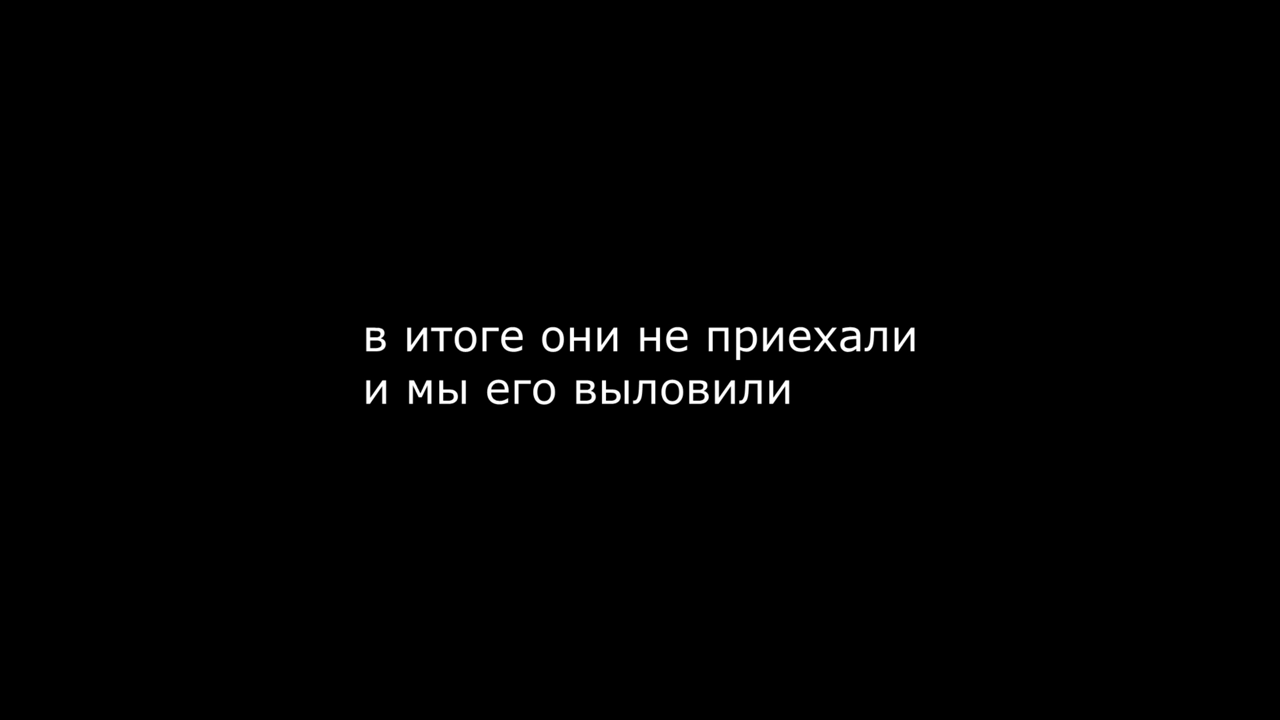 в итоге они не приехали
и мы его выловили